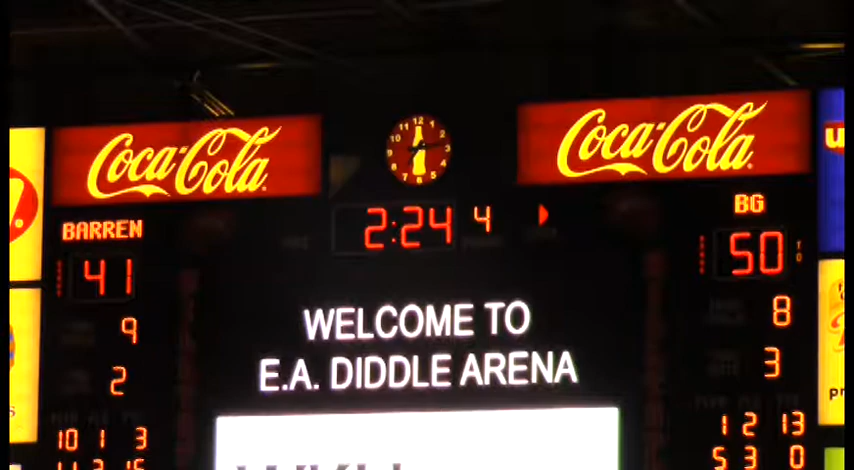 Coca-Cola
Coca-Cola
BARREN
2:24 4
BG
41
50
WELCOME TO
E.A. DIDDLE ARENA
9
8
2
3
10 1 3
1 2 13
5 3 0